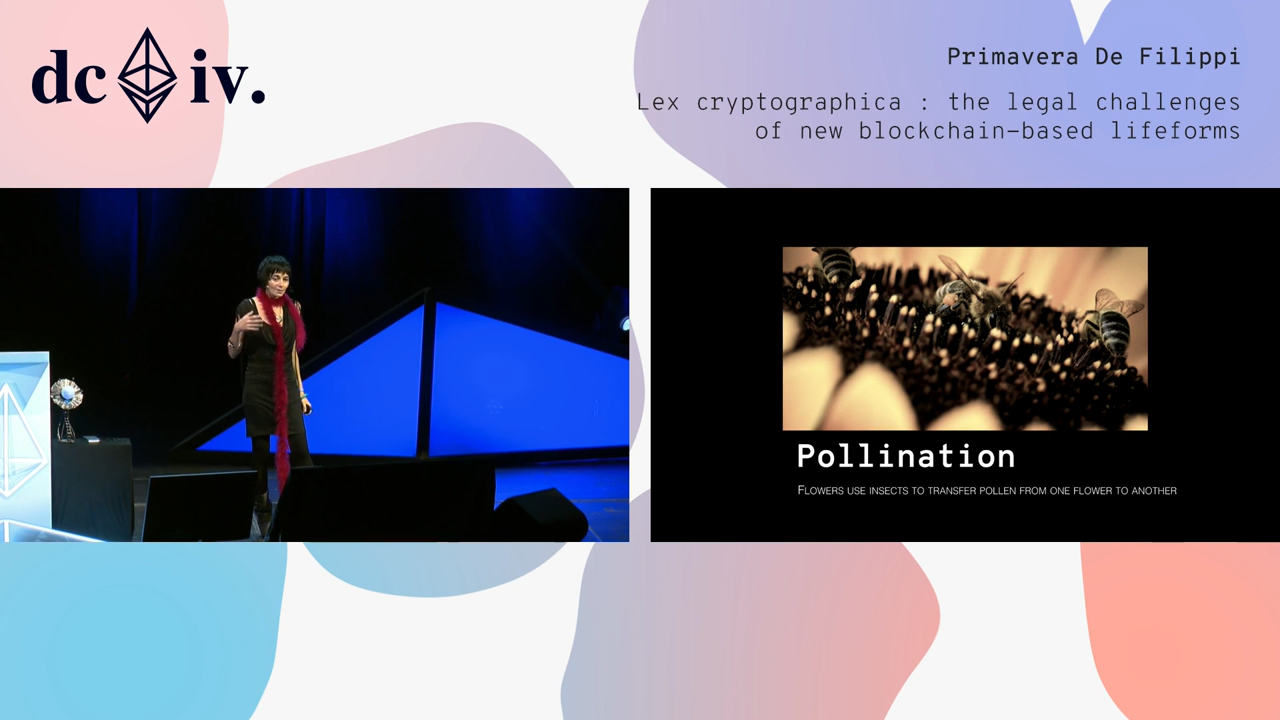 dc iv.
Primavera De Filippi
Lex cryptographica : the legal challenges
of new blockchain-based lifeforms
Pollination
Flowers use insects to transfer pollen from one flower to another